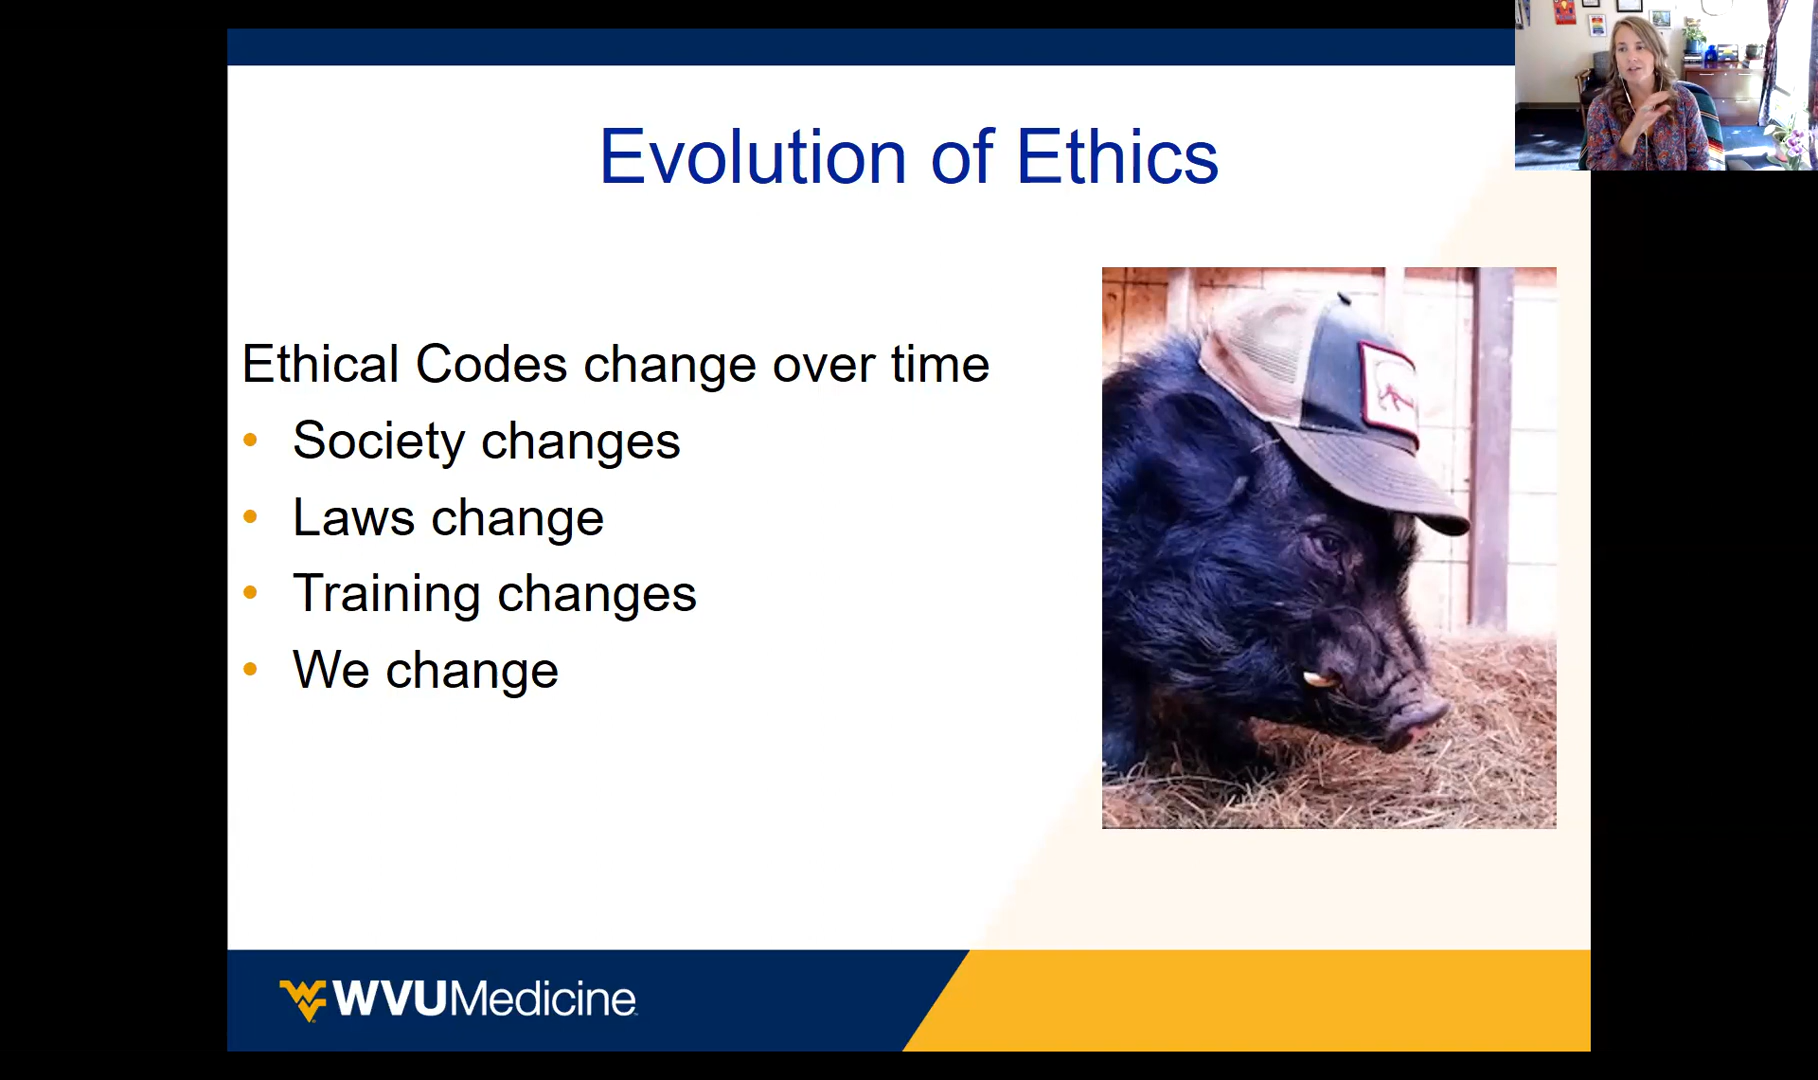 Evolution of Ethics
Ethical Codes change over time
• Society changes
• Laws change
• Training changes
• We change
WVUMedicine